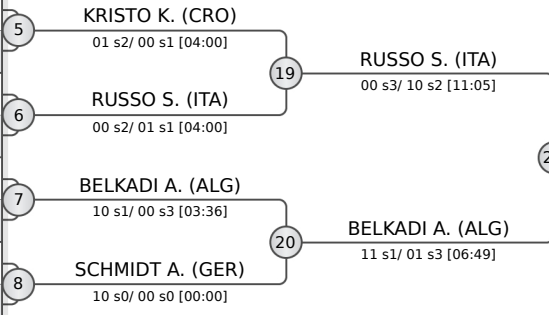 KRISTO K. (CRO)
5
01 s2/ 00 s1 [04:00]
19
RUSSO S. (ITA)
00 s3/ 10 s2 [11:05]
RUSSO S. (ITA)
6
00 s2/ 01 s1 [04:00]
BELKADI A. (ALG)
7
10 s1/ 00 s3 [03:36]
20
BELKADI A. (ALG)
11 s1/ 01 s3 [06:49]
SCHMIDT A. (GER)
8
10 s0/ 00 s0 [00:00]